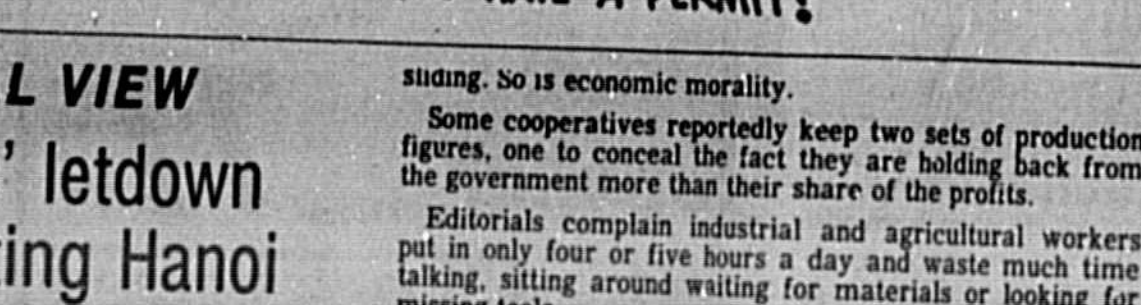 A PERMIT!
L VIEW
' letdown
ing Hanoi
sliding. So is economic morality.
Some cooperatives reportedly keep two sets of production
figures, one to conceal the fact they are holding back from
the government more than their share of the profits.
Editorials complain industrial and agricultural workers
put in only four or five hours a day and waste much time
talking, sitting around waiting for materials or looking for
missing tools